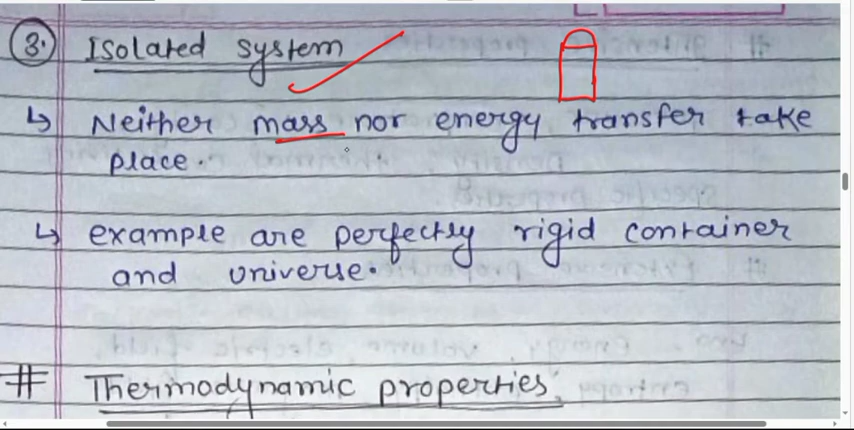 3. Isolated system
↳ Neither mass nor energy transfer take
place.
↳ example are perfectly rigid container
and universe.
# Thermodynamic properties